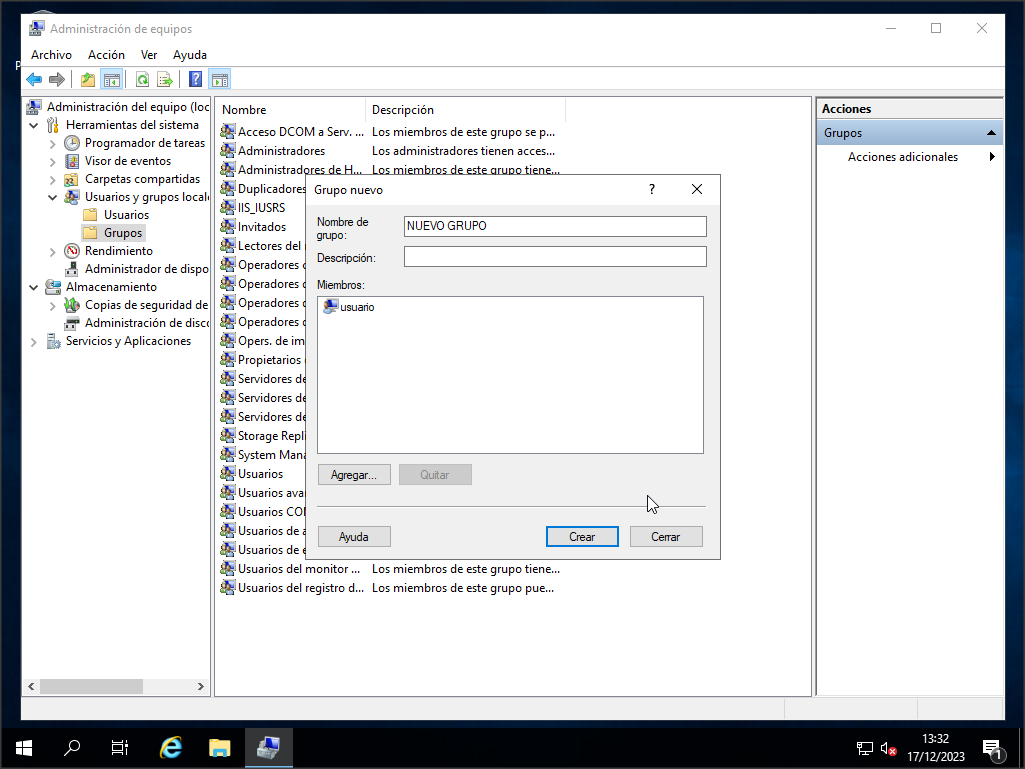 P
Administración de equipos
Archivo Acción Ver Ayuda
Administración del equipo (loc
Herramientas del sistema
Programador de tareas
Visor de eventos
Carpetas compartidas
Usuarios y grupos locale
Usuarios
Grupos
Rendimiento
Administrador de dispo
Almacenamiento
Copias de seguridad de
Administración de disco
Servicios y Aplicaciones
Nombre Descripción
Acceso DCOM a Serv. ... Los miembros de este grupo se p...
Administradores Los administradores tienen acces...
Administradores de H... Los miembros de este grupo tiene...
Duplicadores
IIS_IUSRS
Invitados
Lectores del
Operadores
Operadores
Operadores
Operadores
Opers. de im
Propietarios
Servidores de
Servidores de
Servidores de
Storage Repli
System Mana
Usuarios
Usuarios ava
Usuarios CO
Usuarios de a
Usuarios de e
Usuarios del monitor ... Los miembros de este grupo tiene...
Usuarios del registro d... Los miembros de este grupo pue...
Grupo nuevo ?
Nombre de
grupo:
NUEVO GRUPO
Descripción:
Miembros:
usuario
Agregar... Quitar
Ayuda Crear Cerrar
Acciones
Grupos
Acciones adicionales
13:32
17/12/2023
1